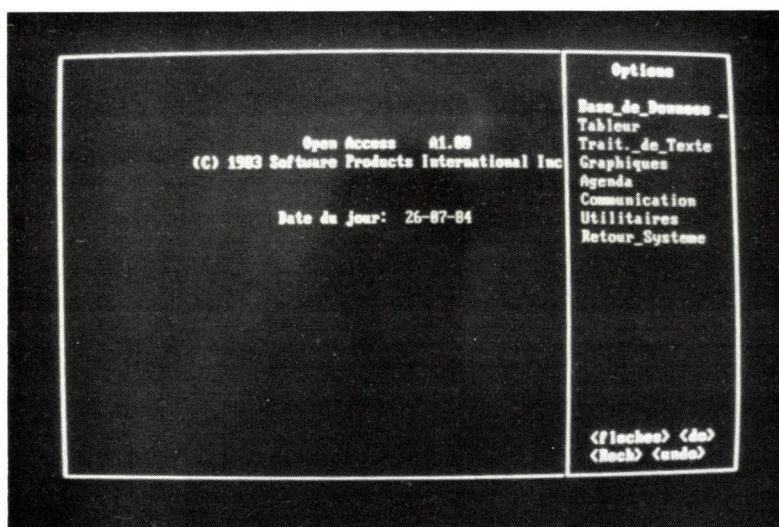 Open Access A1.00
(C) 1983 Software Products International Inc
Date du jour: 26-07-84
Options
Base_de_Donnees _
Tableur
Trait._de_Texte
Graphiques
Agenda
Communication
Utilitaires
Retour_Systeme
<fleches> <do>
<Rech> <undo>